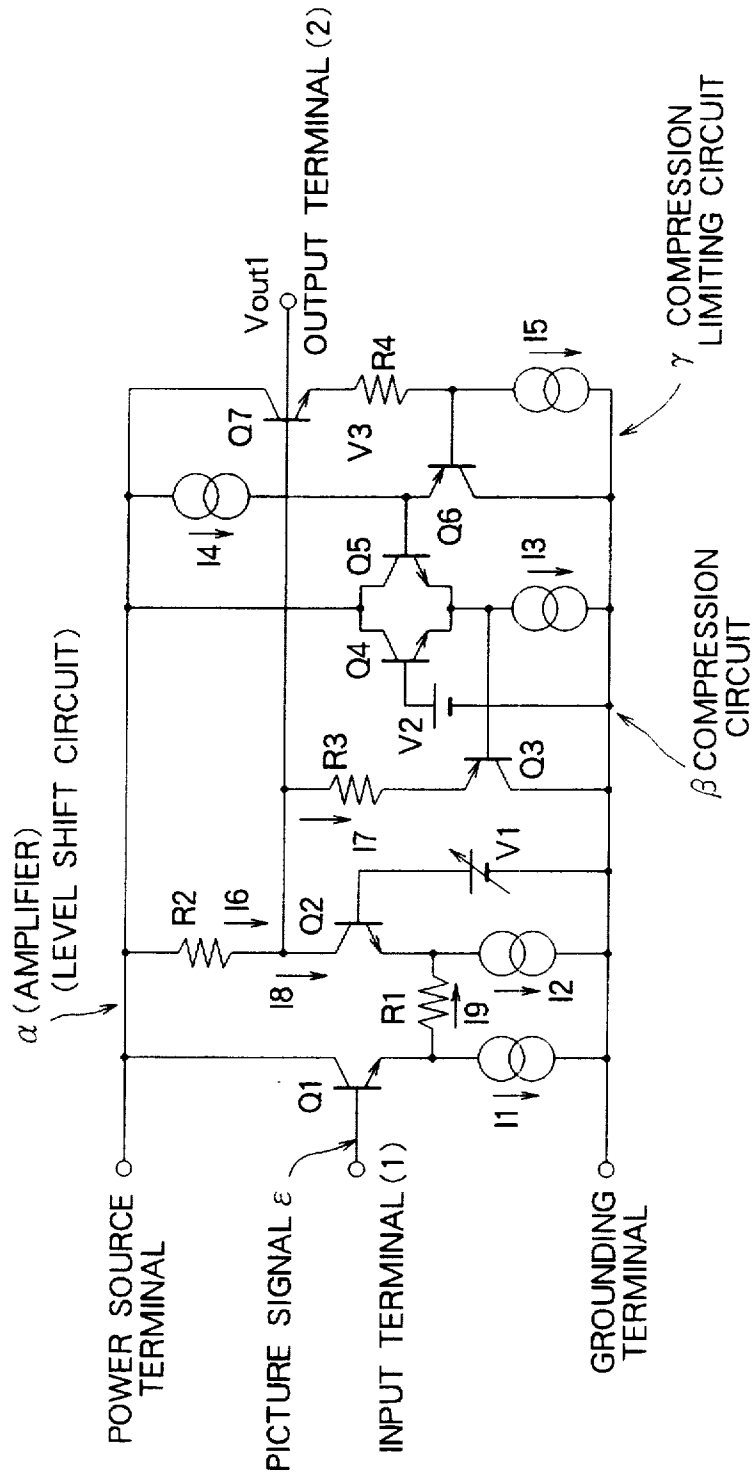 α (AMPLIFIER)
(LEVEL SHIFT CIRCUIT)
POWER SOURCE
TERMINAL
PICTURE SIGNAL ε
INPUT TERMINAL (1)
GROUNDING
TERMINAL
Q1
I1
R1
I9
R2
I6
I8
Q2
I2
V1
R3
I7
Q3
V2
Q4
Q5
I3
I4
Q6
V3
Q7
R4
I5
Vout1
OUTPUT TERMINAL (2)
β COMPRESSION
CIRCUIT
γ COMPRESSION
LIMITING CIRCUIT